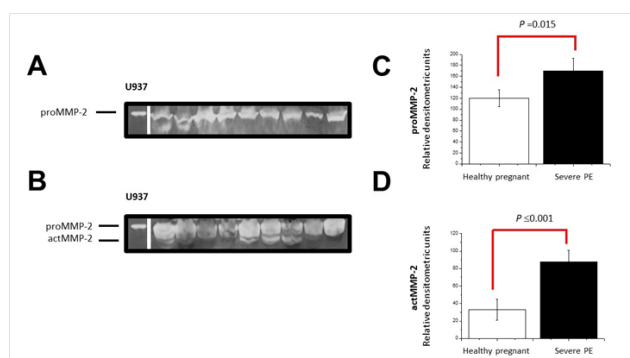 A
U937
proMMP-2
B
U937
proMMP-2
actMMP-2
C
P =0.015
proMMP-2
Relative densitometric units
200
180
160
140
120
100
80
60
40
20
0
Healthy pregnant
Severe PE
D
P ≤0.001
actMMP-2
Relative densitometric units
120
100
80
60
40
20
0
Healthy pregnant
Severe PE